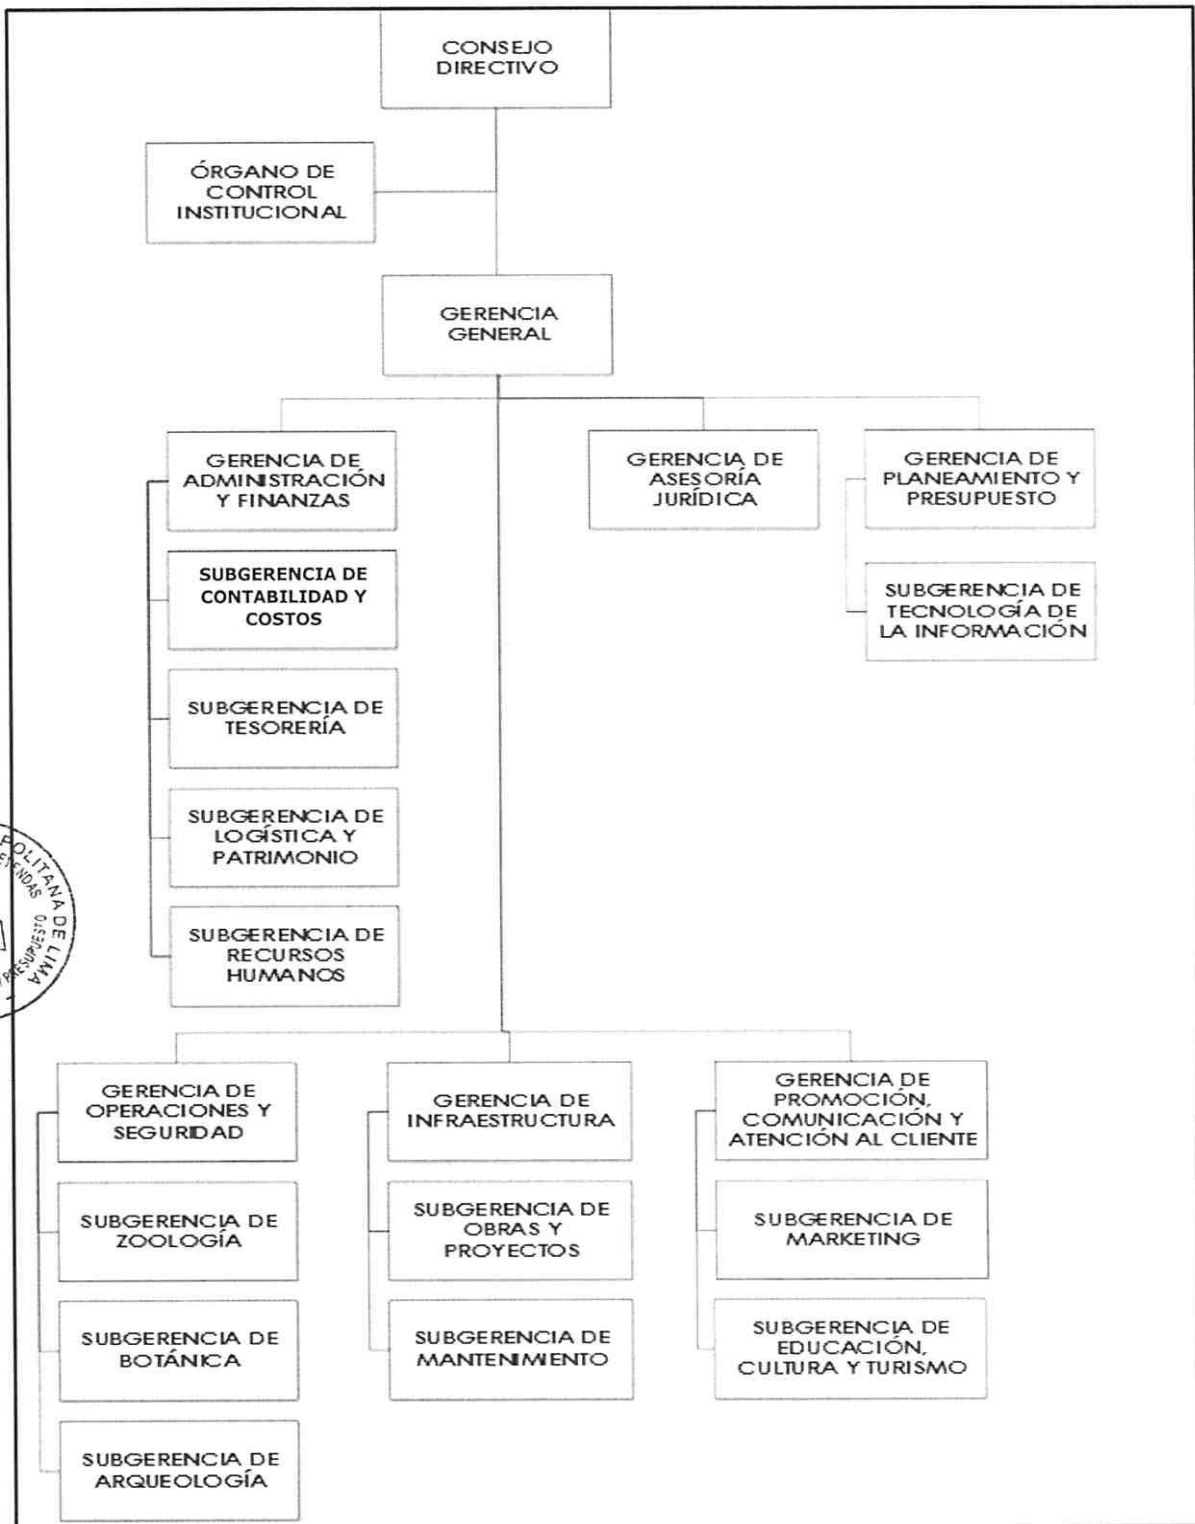 CONSEJO
DIRECTIVO
ÓRGANO DE
CONTROL
INSTITUCIONAL
GERENCIA
GENERAL
GERENCIA DE
ADMINISTRACIÓN
Y FINANZAS
GERENCIA DE
ASESORÍA
JURÍDICA
GERENCIA DE
PLANEAMIENTO Y
PRESUPUESTO
SUBGERENCIA DE
CONTABILIDAD Y
COSTOS
SUBGERENCIA DE
TECNOLOGÍA DE
LA INFORMACIÓN
SUBGERENCIA DE
TESORERÍA
SUBGERENCIA DE
LOGÍSTICA Y
PATRIMONIO
SUBGERENCIA DE
RECURSOS
HUMANOS
POLITANA DE LIMA
PRESUPUESTO
GERENCIA DE
OPERACIONES Y
SEGURIDAD
SUBGERENCIA DE
ZOOLOGÍA
SUBGERENCIA DE
BOTÁNICA
SUBGERENCIA DE
ARQUEOLOGÍA
GERENCIA DE
INFRAESTRUCTURA
SUBGERENCIA DE
OBRAS Y
PROYECTOS
SUBGERENCIA DE
MANTENIMIENTO
GERENCIA DE
PROMOCIÓN,
COMUNICACIÓN Y
ATENCIÓN AL CLIENTE
SUBGERENCIA DE
MARKETING
SUBGERENCIA DE
EDUCACIÓN,
CULTURA Y TURISMO